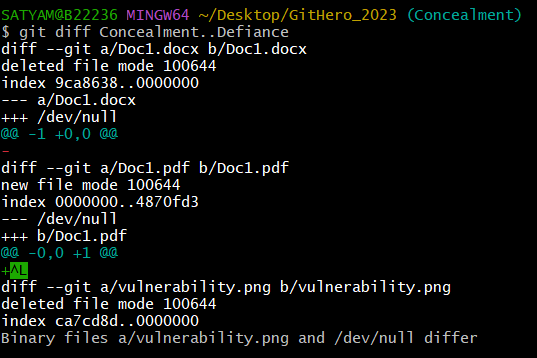 SATYAM@B22236 MINGW64 ~/Desktop/GitHero_2023 (Concealment)
$ git diff Concealment..Defiance
diff --git a/Doc1.docx b/Doc1.docx
deleted file mode 100644
index 9ca8638..0000000
--- a/Doc1.docx
+++ /dev/null
@@ -1 +0,0 @@
-
diff --git a/Doc1.pdf b/Doc1.pdf
new file mode 100644
index 0000000..4870fd3
--- /dev/null
+++ b/Doc1.pdf
@@ -0,0 +1 @@
+^L
diff --git a/vulnerability.png b/vulnerability.png
deleted file mode 100644
index ca7cd8d..0000000
Binary files a/vulnerability.png and /dev/null differ